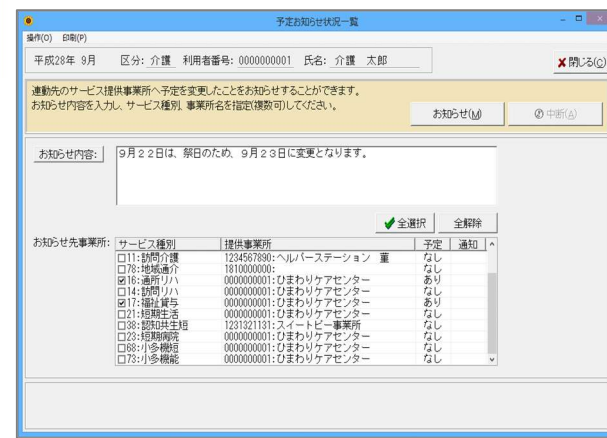 予定お知らせ状況一覧
操作(O) 印刷(P)
平成28年 9月 区分: 介護 利用者番号: 0000000001 氏名: 介護 太郎 ✘閉じる(C)
連動先のサービス提供事業所へ予定を変更したことをお知らせすることができます。
お知らせ内容を入力し、サービス種別、事業所名を指定(複数可)してください。
お知らせ(M) 中断(A)
お知らせ内容:
9月22日は、祭日のため、9月23日に変更となります。
全選択 全解除
お知らせ先事業所:
サービス種別 提供事業所 予定 通知
11:訪問介護 1234567890:ヘルパーステーション 菫 なし
78:地域通介 1810000000: なし
16:通所リハ 0000000001:ひまわりケアセンター あり
14:訪問リハ 0000000001:ひまわりケアセンター なし
17:福祉貸与 0000000001:ひまわりケアセンター あり
21:短期生活 0000000001:ひまわりケアセンター なし
38:認知共生短 1231321131:スイートピー事業所 なし
23:短期病院 0000000001:ひまわりケアセンター なし
68:小多機短 0000000001:ひまわりケアセンター なし
73:小多機能 0000000001:ひまわりケアセンター なし